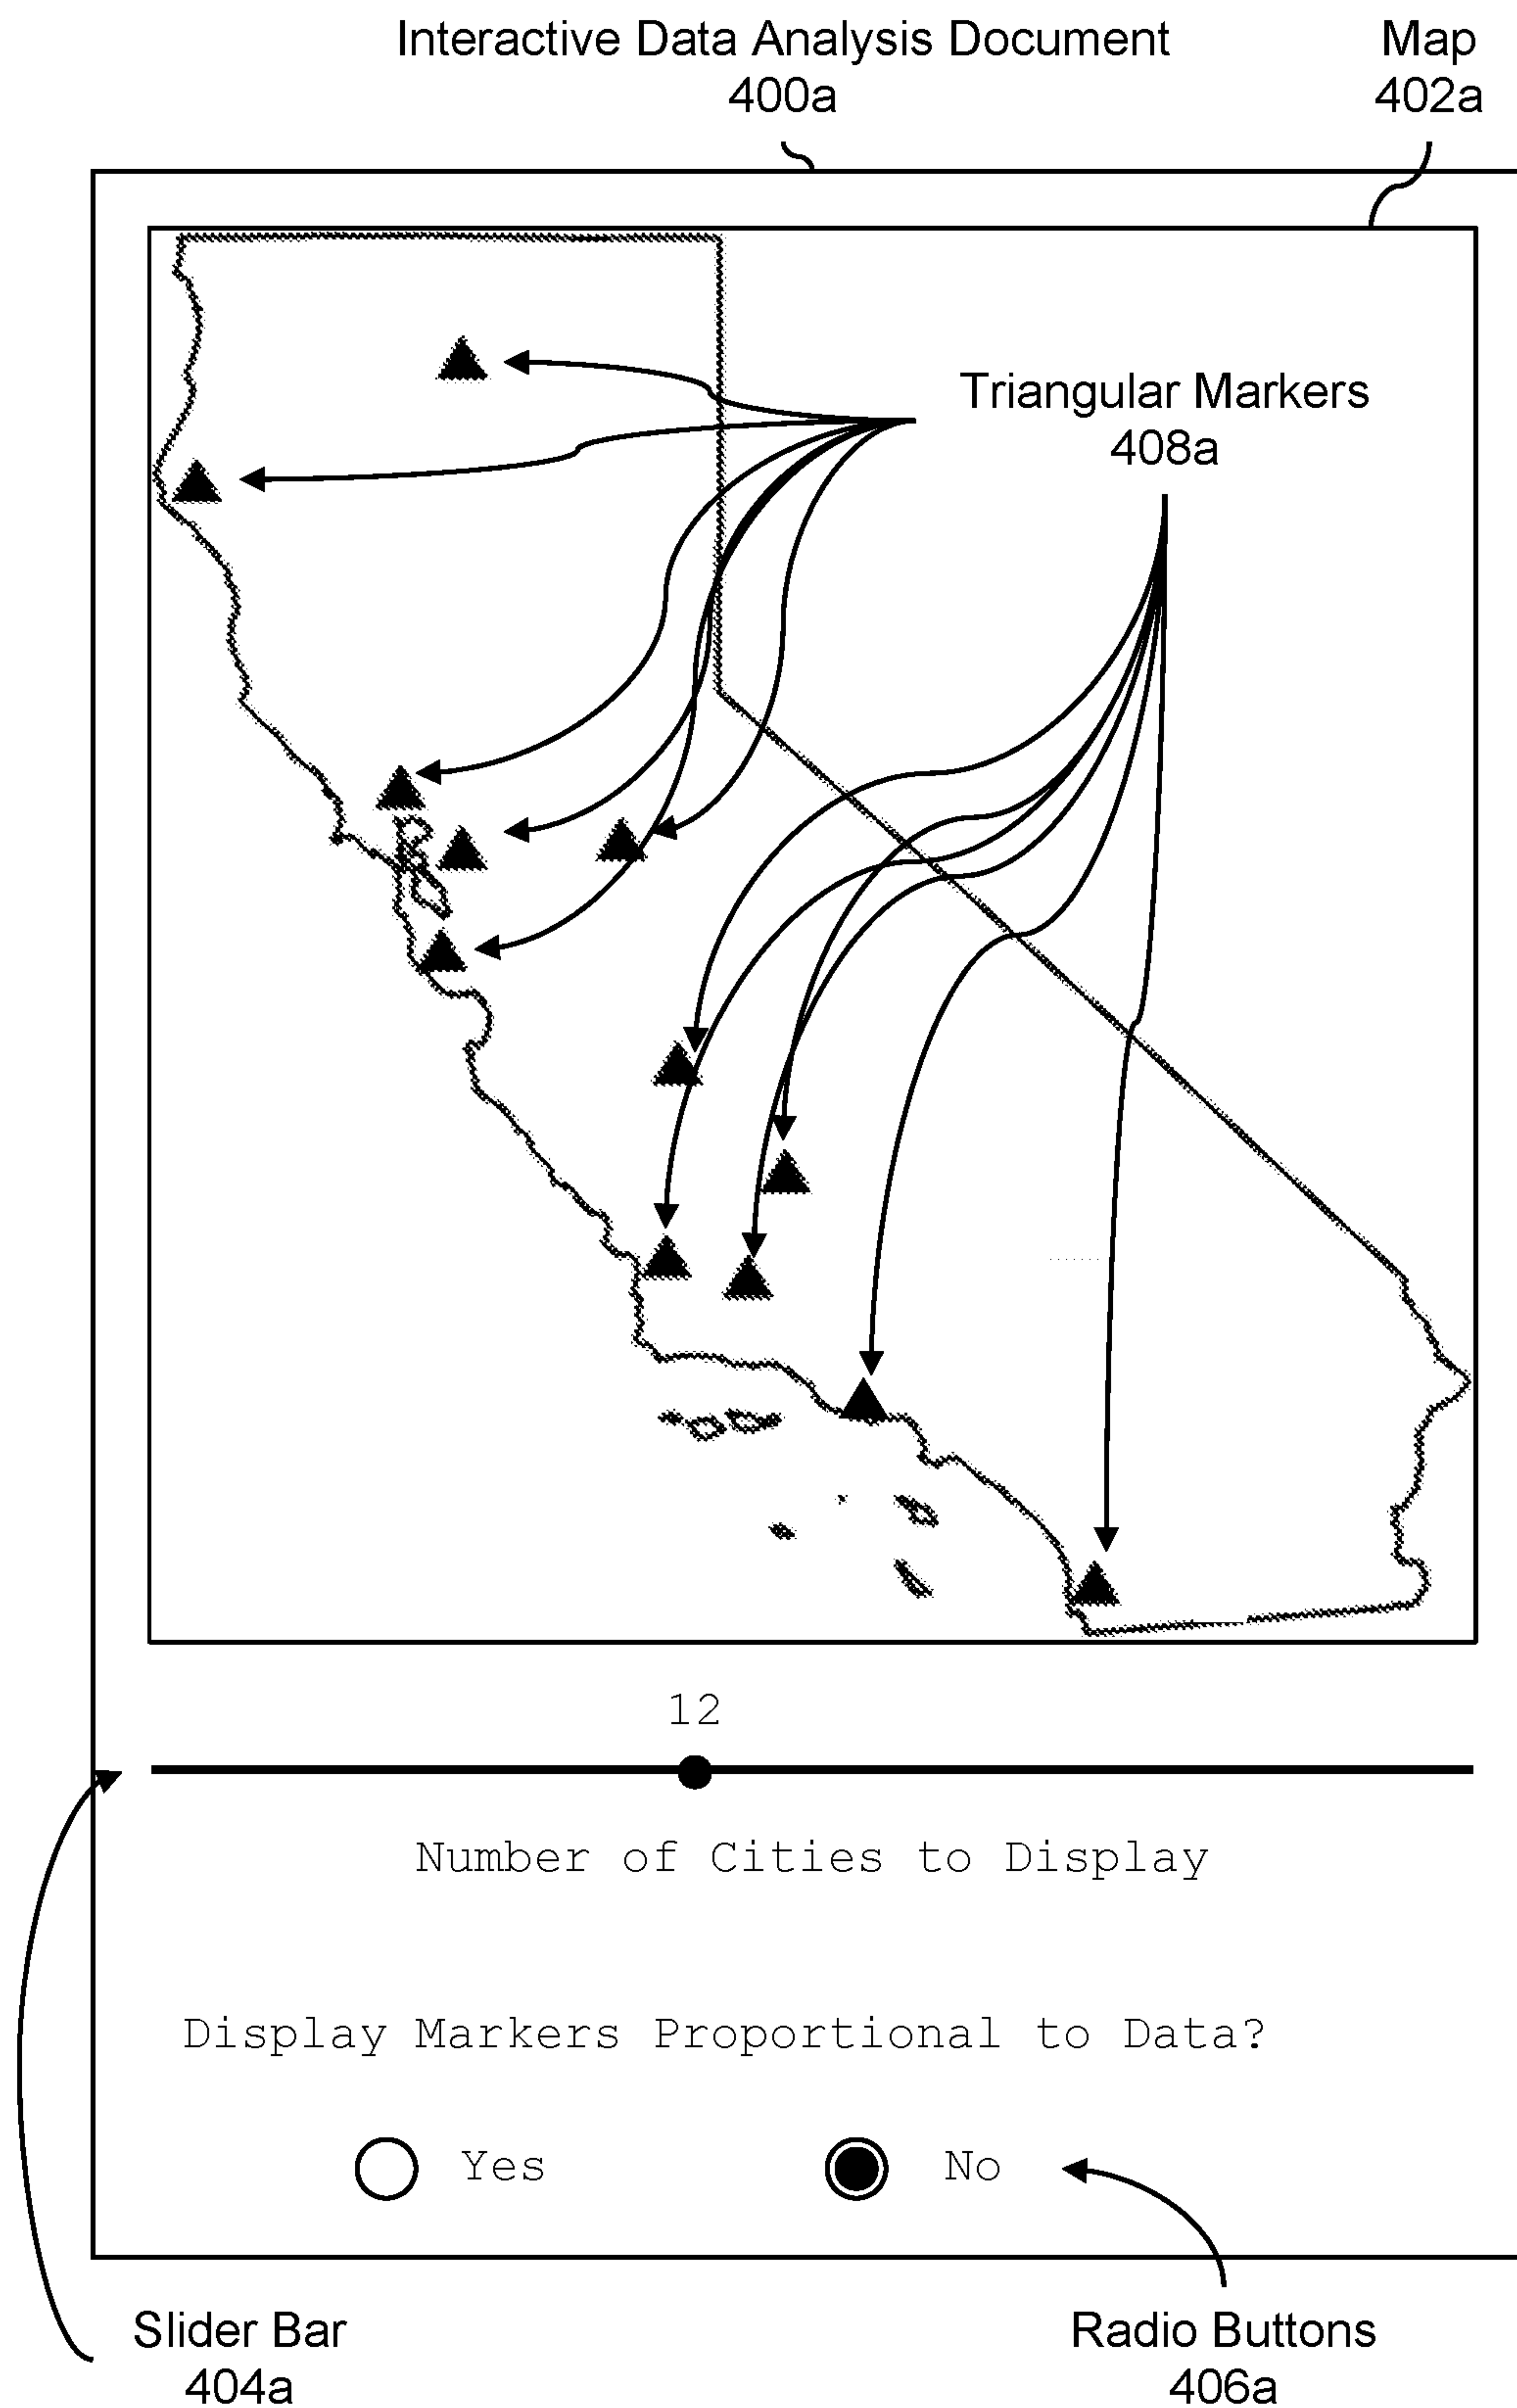 Interactive Data Analysis Document
400a
Map
402a
Triangular Markers
408a
12
Number of Cities to Display
Display Markers Proportional to Data?
Yes
No
Slider Bar
404a
Radio Buttons
406a